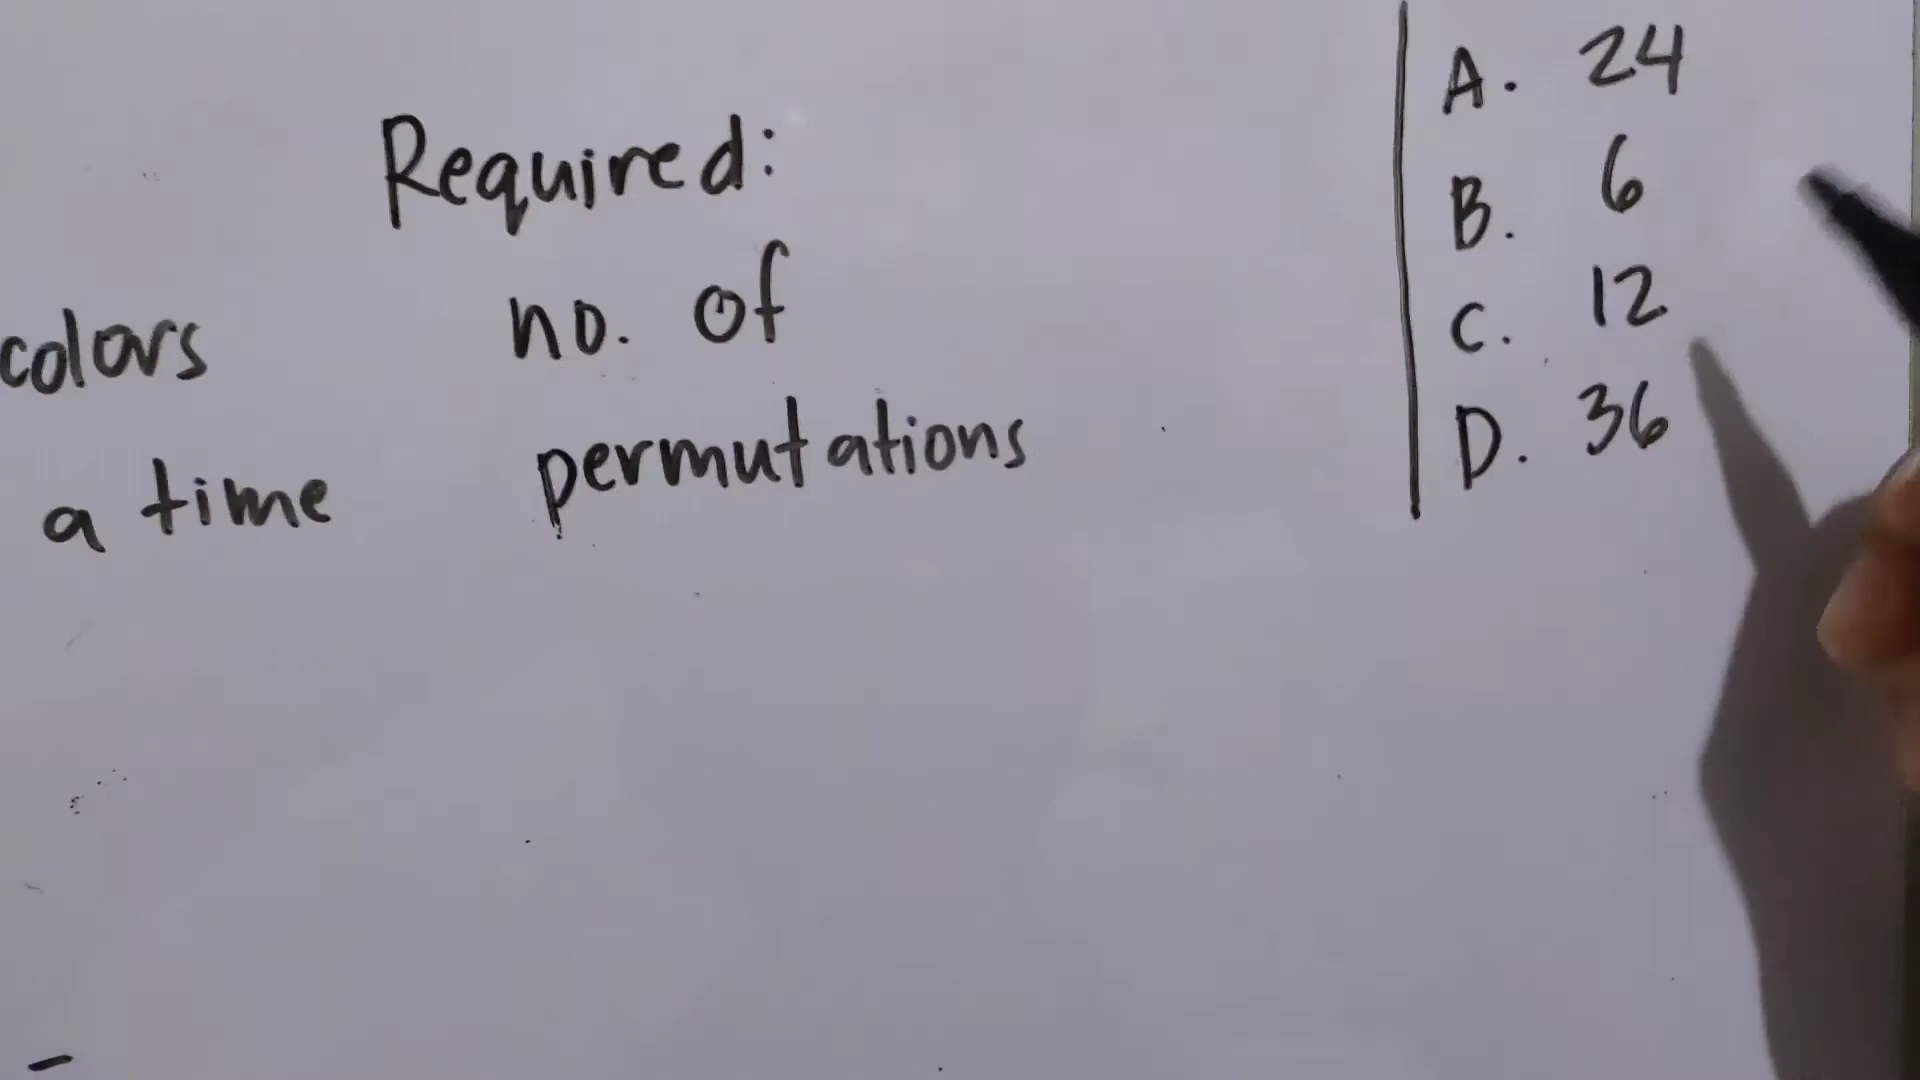 Required:
colors
no. of
a time
permutations
A. 24
B. 6
C. 12
D. 36